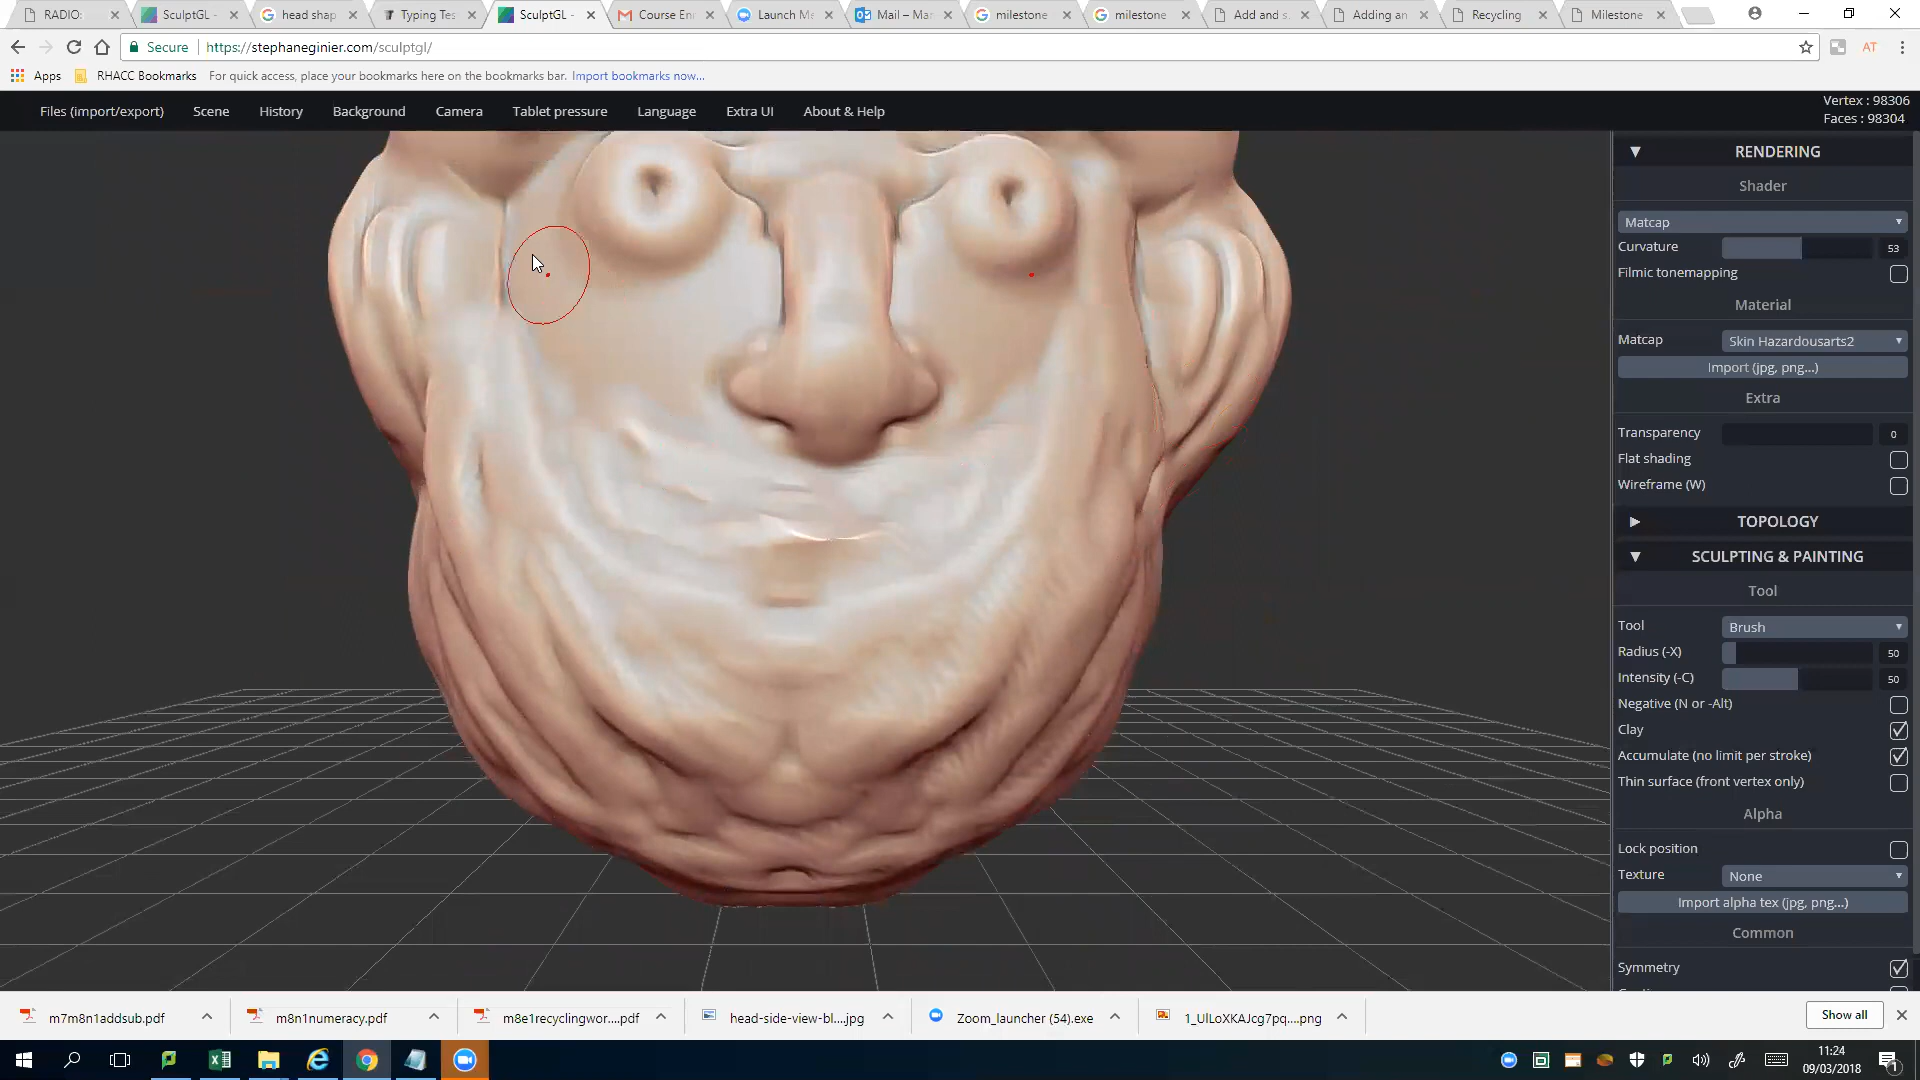 RADIO:
SculptGL -
head shap
Typing Tes
SculptGL -
Course Enr
Launch Me
Mail – Mar
milestone
milestone
Add and s
Adding an
Recycling
Milestone
Secure https://stephaneginier.com/sculptgl/
AT
Apps RHACC Bookmarks For quick access, place your bookmarks here on the bookmarks bar. Import bookmarks now...
Files (import/export) Scene History Background Camera Tablet pressure Language Extra UI About & Help
Vertex : 98306
Faces : 98304
RENDERING
Shader
Matcap
Curvature 53
Filmic tonemapping
Material
Matcap Skin Hazardousarts2
Import (jpg, png...)
Extra
Transparency 0
Flat shading
Wireframe (W)
TOPOLOGY
SCULPTING & PAINTING
Tool
Tool Brush
Radius (-X) 50
Intensity (-C) 50
Negative (N or -Alt)
Clay
Accumulate (no limit per stroke)
Thin surface (front vertex only)
Alpha
Lock position
Texture None
Import alpha tex (jpg, png...)
Common
Symmetry
m7m8n1addsub.pdf
m8n1numeracy.pdf
m8e1recyclingwor....pdf
head-side-view-bl....jpg
Zoom_launcher (54).exe
1_UlLoXKAJcg7pq....png
Show all
11:24
09/03/2018
1